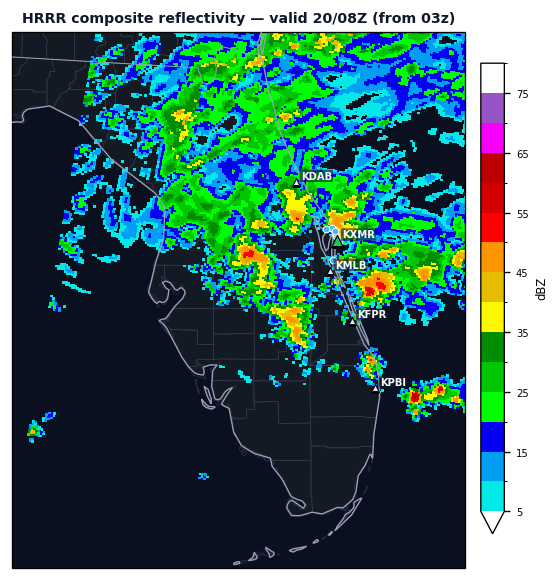 HRRR composite reflectivity — valid 20/08Z (from 03z)
75
KDAB
65
KXMR
55
KMLB
45
dBZ
KFPR
35
KPBI
25
15
5